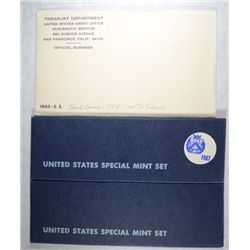 TREASURY DEPARTMENT
UNITED STATES ASSAY OFFICE
NUMISMATIC SERVICE
350 DUBOCE AVENUE
SAN FRANCISCO, CALIF. 94102
OFFICIAL BUSINESS
1965-S.S.
UNITED STATES SPECIAL MINT SET
1967
UNITED STATES SPECIAL MINT SET